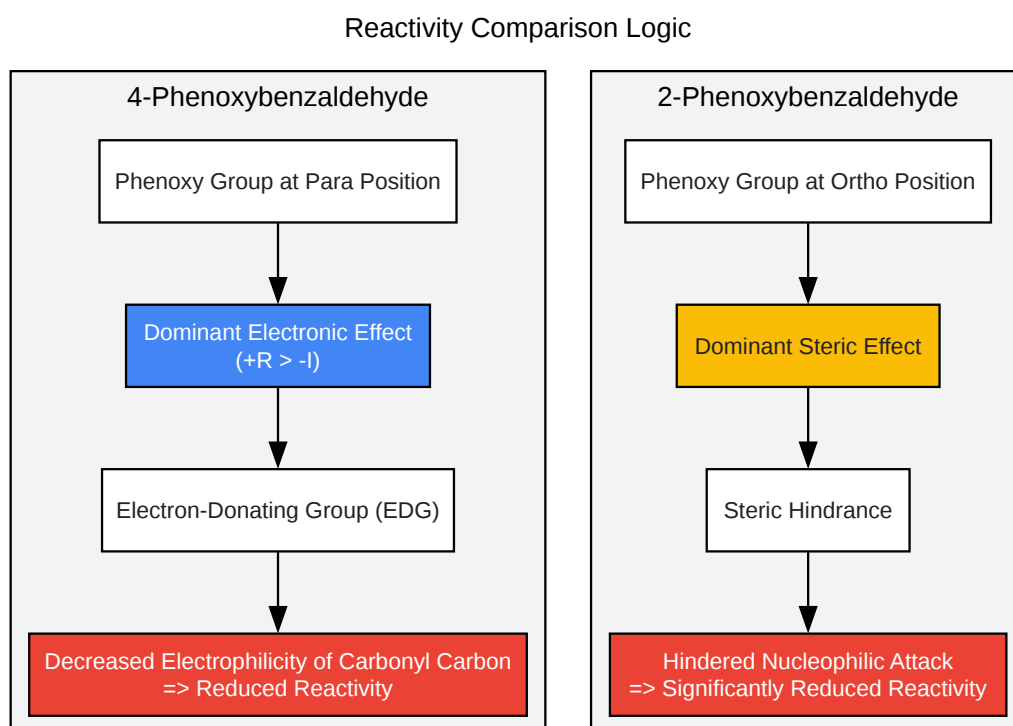 Reactivity Comparison Logic
4-Phenoxybenzaldehyde
Phenoxy Group at Para Position
Dominant Electronic Effect
(+R > -I)
Electron-Donating Group (EDG)
Decreased Electrophilicity of Carbonyl Carbon
=> Reduced Reactivity
2-Phenoxybenzaldehyde
Phenoxy Group at Ortho Position
Dominant Steric Effect
Steric Hindrance
Hindered Nucleophilic Attack
=> Significantly Reduced Reactivity